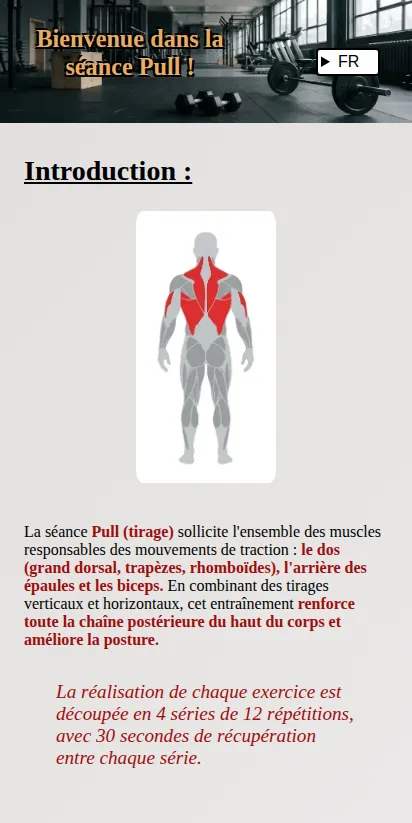 Bienvenue dans la
séance Pull !
FR
Introduction :
La séance Pull (tirage) sollicite l'ensemble des muscles
responsables des mouvements de traction : le dos
(grand dorsal, trapèzes, rhomboïdes), l'arrière des
épaules et les biceps. En combinant des tirages
verticaux et horizontaux, cet entraînement renforce
toute la chaîne postérieure du haut du corps et
améliore la posture.
La réalisation de chaque exercice est
découpée en 4 séries de 12 répétitions,
avec 30 secondes de récupération
entre chaque série.